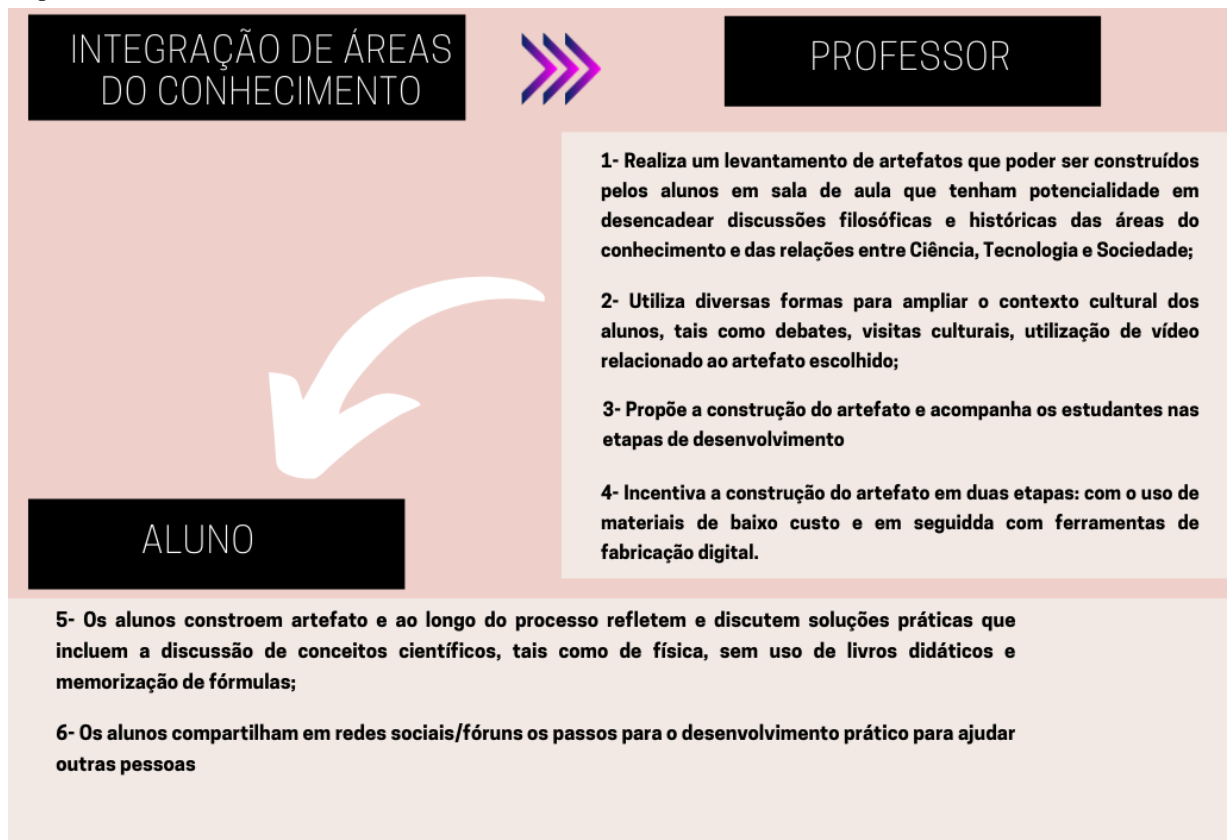 INTEGRAÇÃO DE ÁREAS
DO CONHECIMENTO
PROFESSOR
1- Realiza um levantamento de artefatos que poder ser construídos
pelos alunos em sala de aula que tenham potencialidade em
desencadear discussões filosóficas e históricas das áreas do
conhecimento e das relações entre Ciência, Tecnologia e Sociedade;
2- Utiliza diversas formas para ampliar o contexto cultural dos
alunos, tais como debates, visitas culturais, utilização de vídeo
relacionado ao artefato escolhido;
3- Propõe a construção do artefato e acompanha os estudantes nas
etapas de desenvolvimento
4- Incentiva a construção do artefato em duas etapas: com o uso de
materiais de baixo custo e em seguidda com ferramentas de
fabricação digital.
ALUNO
5- Os alunos constroem artefato e ao longo do processo refletem e discutem soluções práticas que
incluem a discussão de conceitos científicos, tais como de física, sem uso de livros didáticos e
memorização de fórmulas;
6- Os alunos compartilham em redes sociais/fóruns os passos para o desenvolvimento prático para ajudar
outras pessoas